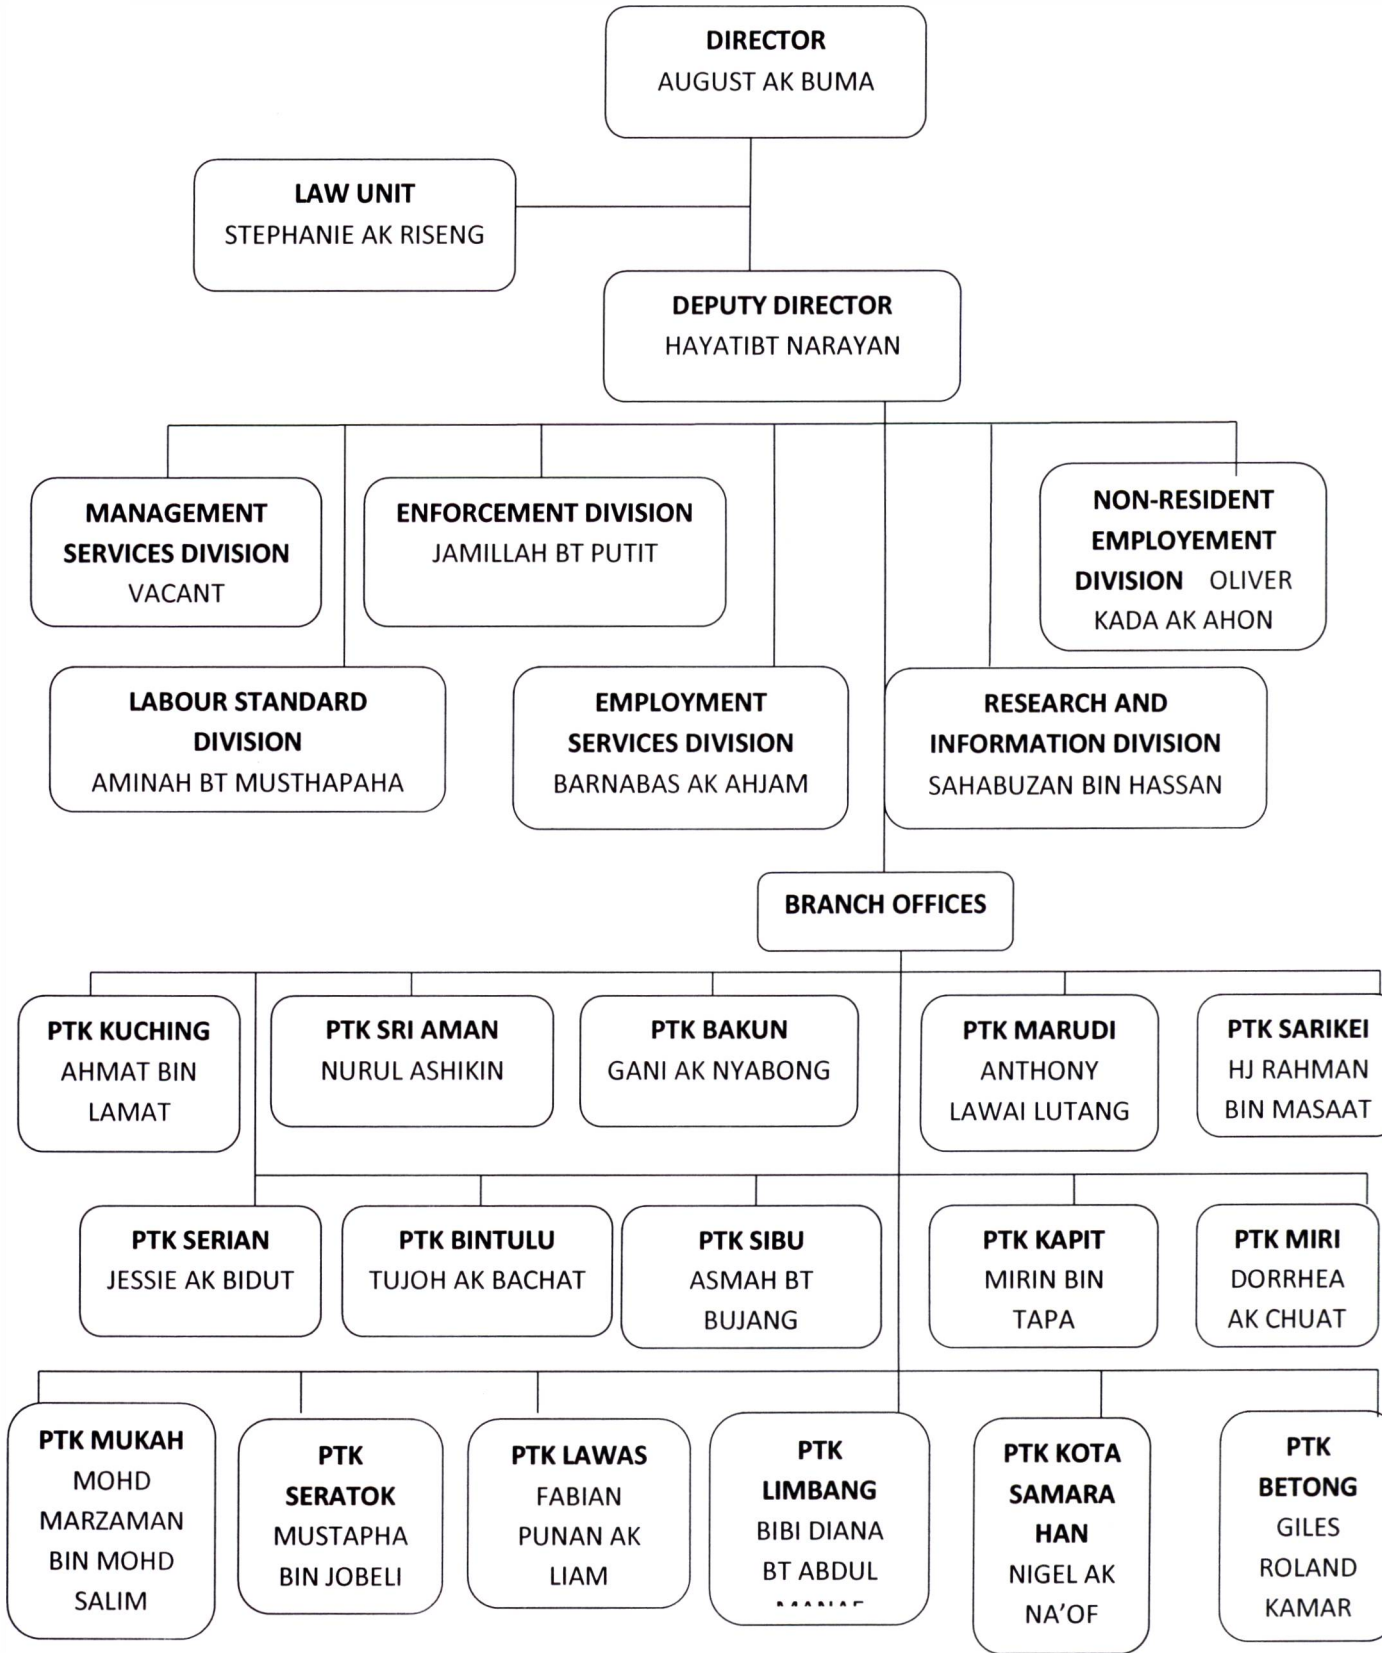 DIRECTOR
AUGUST AK BUMA
LAW UNIT
STEPHANIE AK RISENG
DEPUTY DIRECTOR
HAYATIBT NARAYAN
MANAGEMENT
SERVICES DIVISION
VACANT
ENFORCEMENT DIVISION
JAMILLAH BT PUTIT
NON-RESIDENT
EMPLOYEMENT
DIVISION OLIVER
KADA AK AHON
LABOUR STANDARD
DIVISION
AMINAH BT MUSTHAPAHA
EMPLOYMENT
SERVICES DIVISION
BARNABAS AK AHJAM
RESEARCH AND
INFORMATION DIVISION
SAHABUZAN BIN HASSAN
BRANCH OFFICES
PTK KUCHING
AHMAT BIN
LAMAT
PTK SRI AMAN
NURUL ASHIKIN
PTK BAKUN
GANI AK NYABONG
PTK MARUDI
ANTHONY
LAWAI LUTANG
PTK SARIKEI
HJ RAHMAN
BIN MASAAT
PTK SERIAN
JESSIE AK BIDUT
PTK BINTULU
TUJOH AK BACHAT
PTK SIBU
ASMAH BT
BUJANG
PTK KAPIT
MIRIN BIN
TAPA
PTK MIRI
DORRHEA
AK CHUAT
PTK MUKAH
MOHD
MARZAMAN
BIN MOHD
SALIM
PTK
SERATOK
MUSTAPHA
BIN JOBELI
PTK LAWAS
FABIAN
PUNAN AK
LIAM
PTK
LIMBANG
BIBI DIANA
BT ABDUL
PTK KOTA
SAMARA
HAN
NIGEL AK
NA'OF
PTK
BETONG
GILES
ROLAND
KAMAR